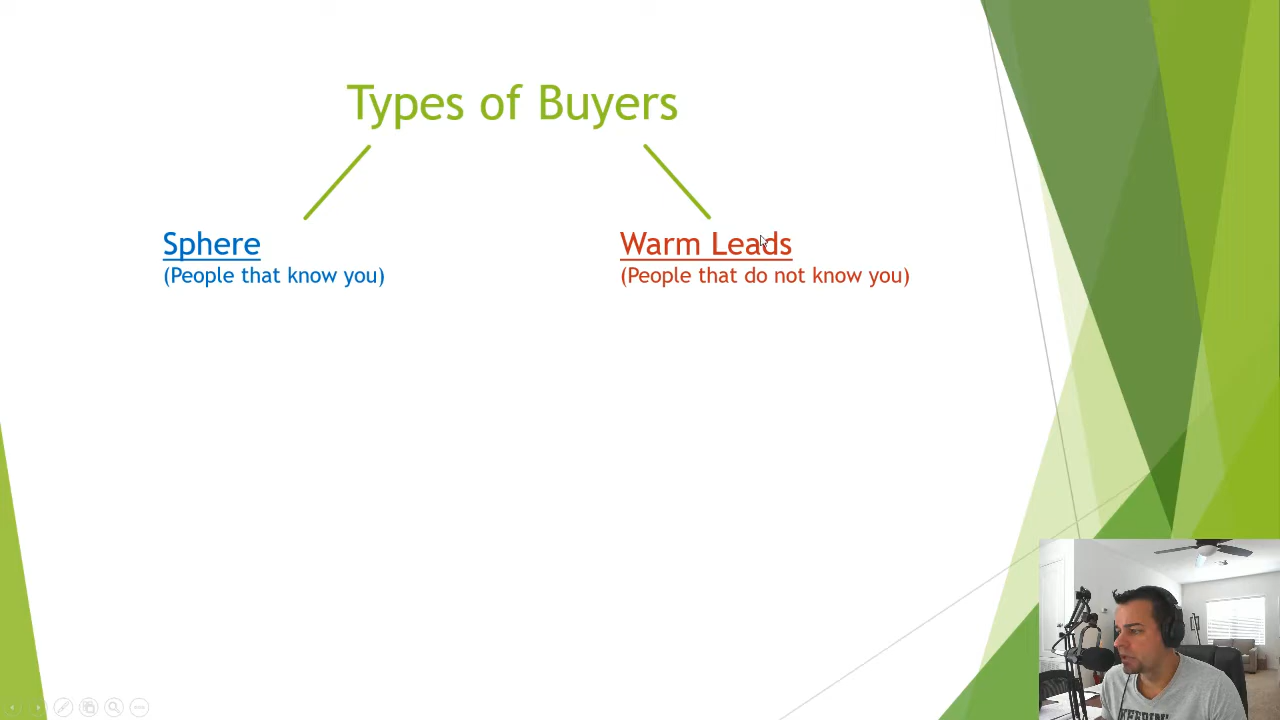 Types of Buyers
Sphere
(People that know you)
Warm Leads
(People that do not know you)